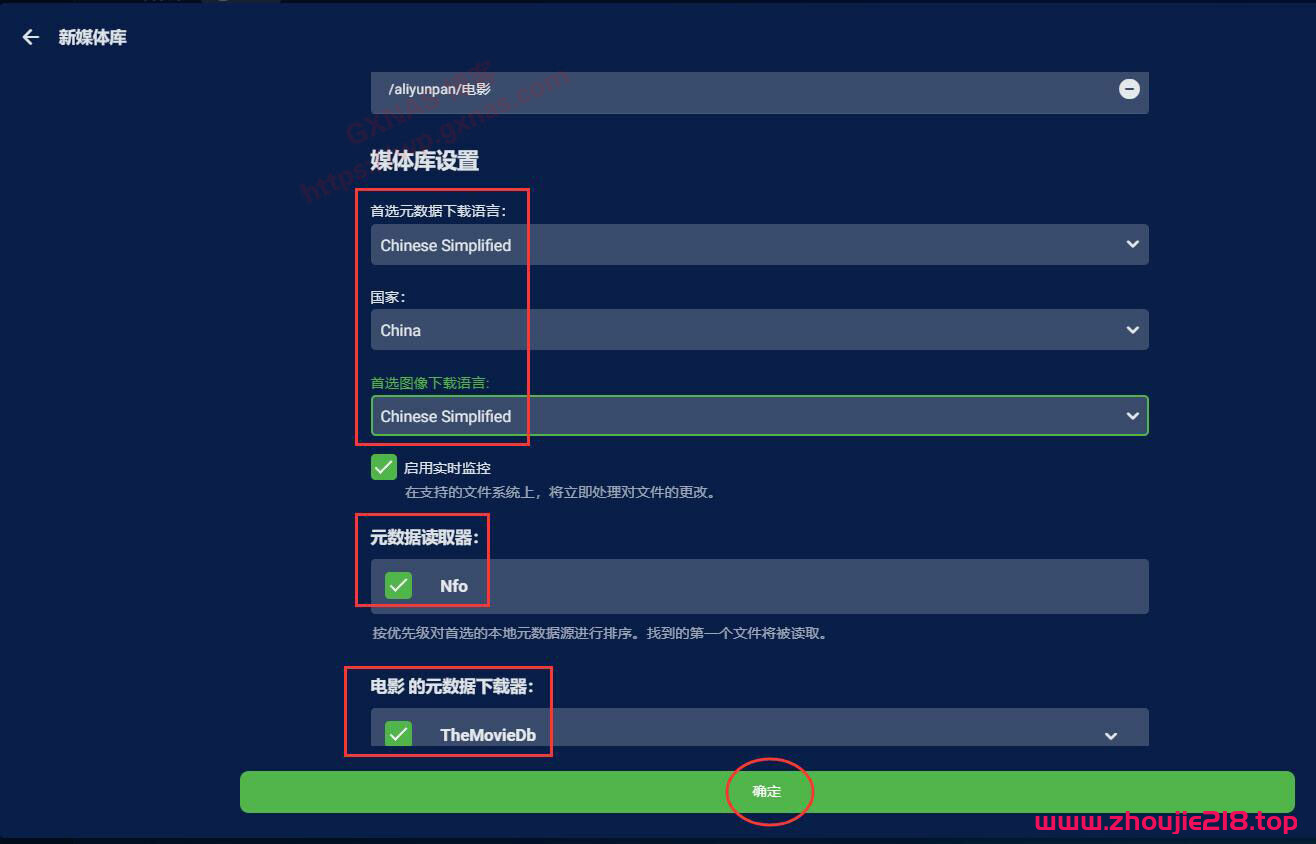 新媒体库
/aliyunpan/电影
GXNAS博客
https://wp.gxnas.com
媒体库设置
首选元数据下载语言：
Chinese Simplified
国家：
China
首选图像下载语言:
Chinese Simplified
启用实时监控
在支持的文件系统上，将立即处理对文件的更改。
元数据读取器：
Nfo
按优先级对首选的本地元数据源进行排序。找到的第一个文件将被读取。
电影 的元数据下载器：
TheMovieDb
确定
www.zhoujie218.top